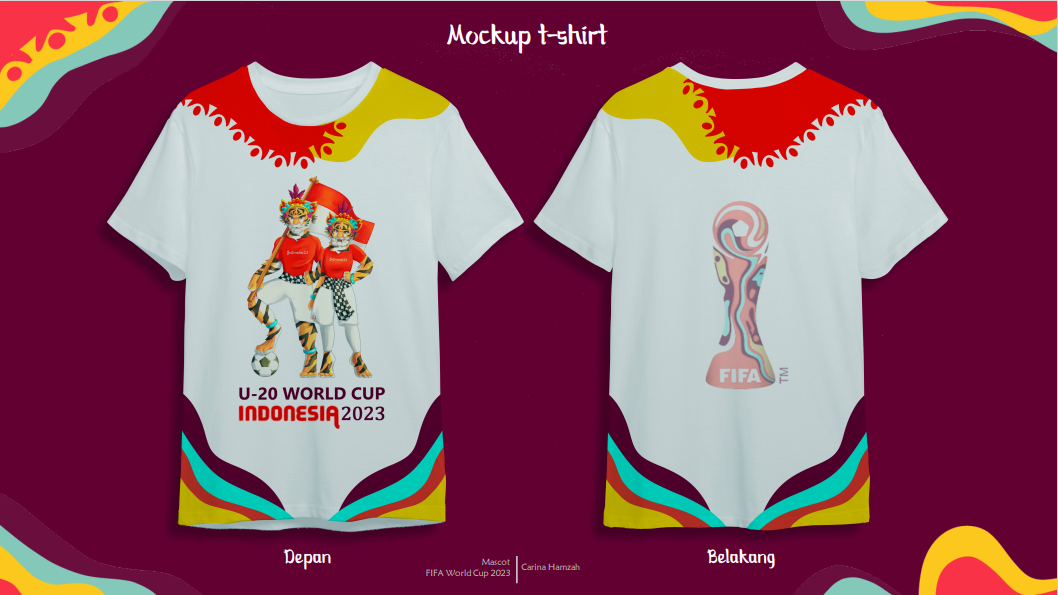 Mockup t-shirt
U-20 WORLD CUP
INDONESIA 2023
FIFA
TM
Depan
Belakang
Mascot
FIFA World Cup 2023
Carina Hamzah